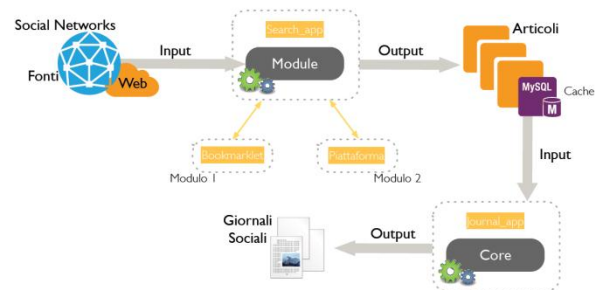 Social Networks
Fonti
Web
Input
Search_app
Module
Output
Articoli
MySQL
M
Cache
Bookmarklet
Piattaforma
Modulo 1
Modulo 2
Input
Giornali
Sociali
Output
journal_app
Core